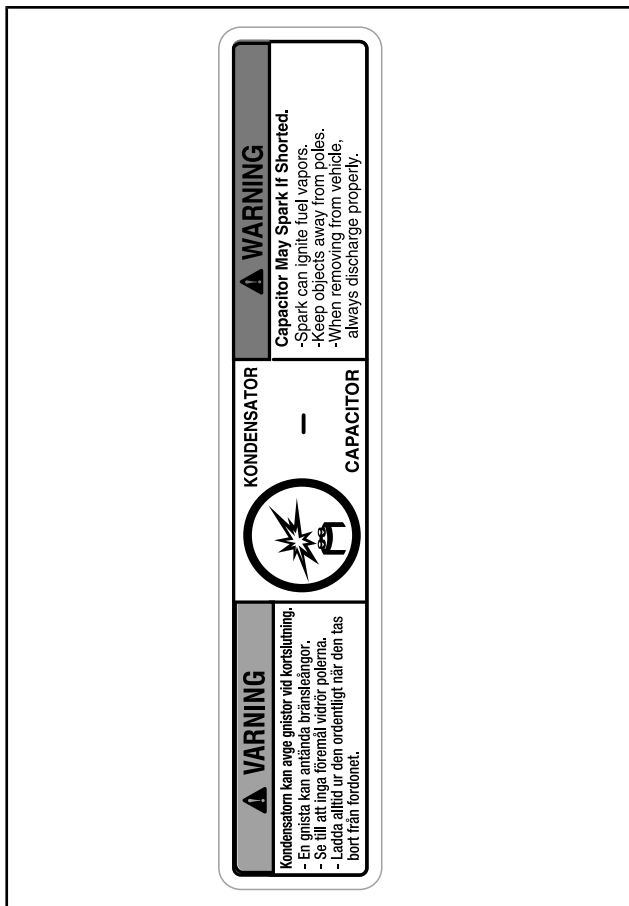 ⚠ VARNING
Kondensatorn kan avge gnistor vid kortslutning.
- En gnista kan antända bränsleångor.
- Se till att inga föremål vidrör polerna.
- Ladda alltid ur den ordentligt när den tas
bort från fordonet.
KONDENSATOR
–
CAPACITOR
⚠ WARNING
Capacitor May Spark If Shorted.
-Spark can ignite fuel vapors.
-Keep objects away from poles.
-When removing from vehicle,
always discharge properly.